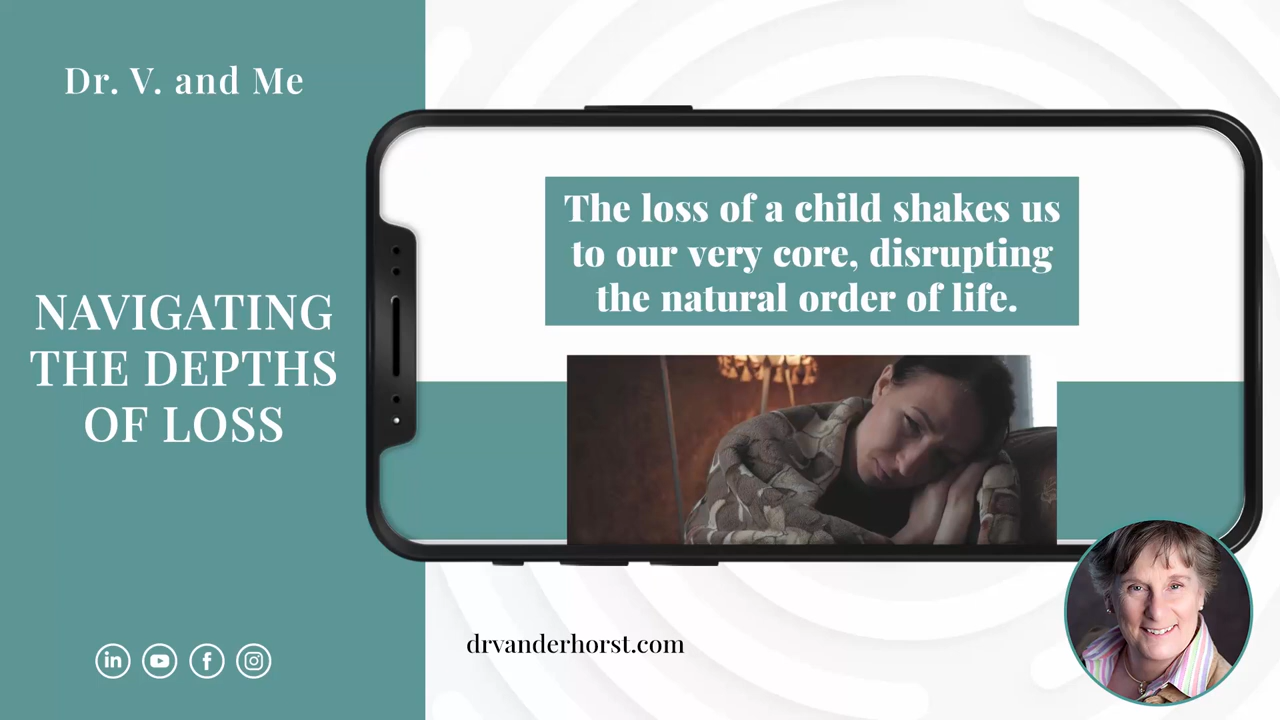 Dr. V. and Me
NAVIGATING
THE DEPTHS
OF LOSS
The loss of a child shakes us
to our very core, disrupting
the natural order of life.
drvanderhorst.com